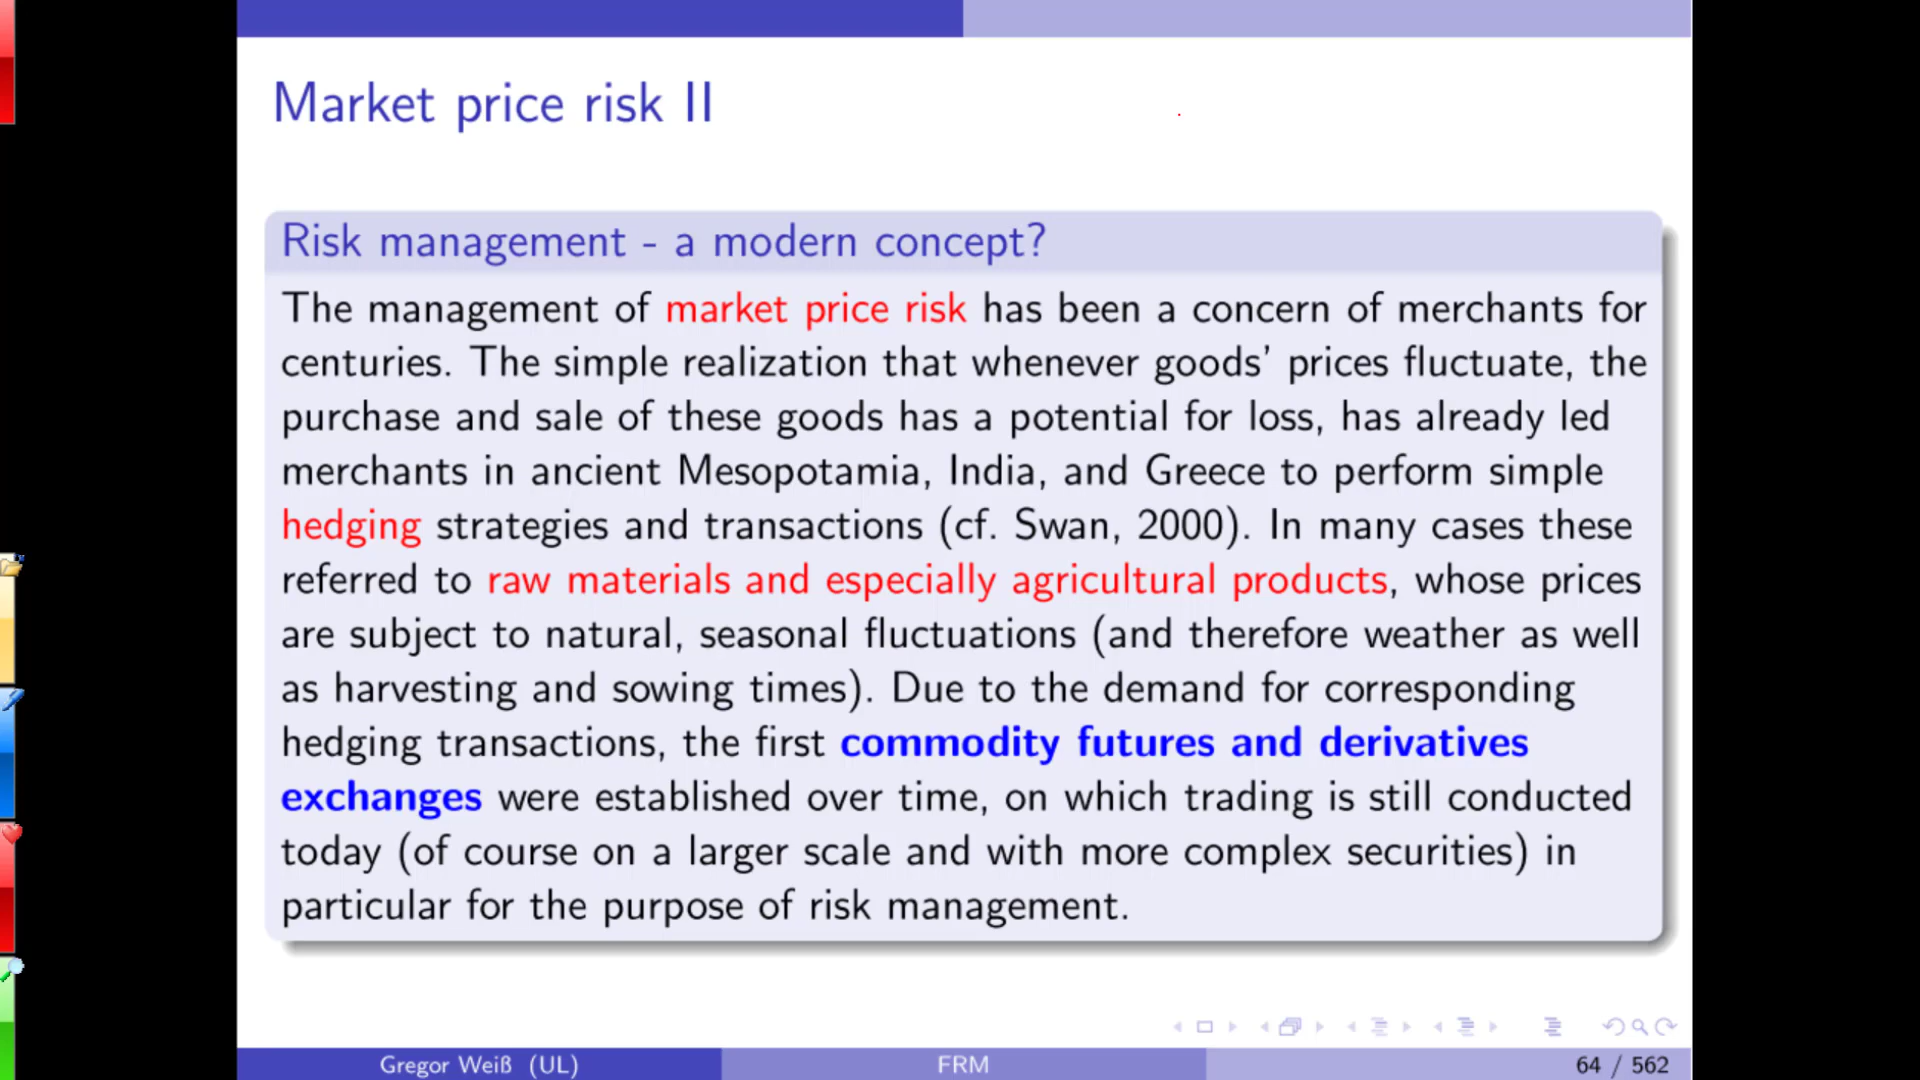 Market price risk II
Risk management - a modern concept?
The management of market price risk has been a concern of merchants for
centuries. The simple realization that whenever goods' prices fluctuate, the
purchase and sale of these goods has a potential for loss, has already led
merchants in ancient Mesopotamia, India, and Greece to perform simple
hedging strategies and transactions (cf. Swan, 2000). In many cases these
referred to raw materials and especially agricultural products, whose prices
are subject to natural, seasonal fluctuations (and therefore weather as well
as harvesting and sowing times). Due to the demand for corresponding
hedging transactions, the first commodity futures and derivatives
exchanges were established over time, on which trading is still conducted
today (of course on a larger scale and with more complex securities) in
particular for the purpose of risk management.
Gregor Weiß (UL) FRM 64 / 562